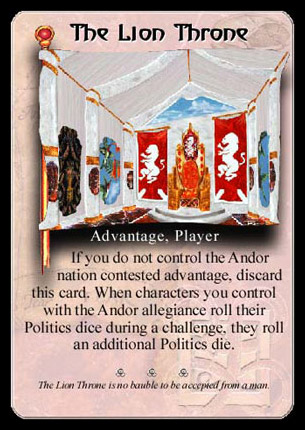 The Lion Throne
Advantage, Player
If you do not control the Andor
nation contested advantage, discard
this card. When characters you control
with the Andor allegiance roll their
Politics dice during a challenge, they roll
an additional Politics die.
The Lion Throne is no bauble to be accepted from a man.